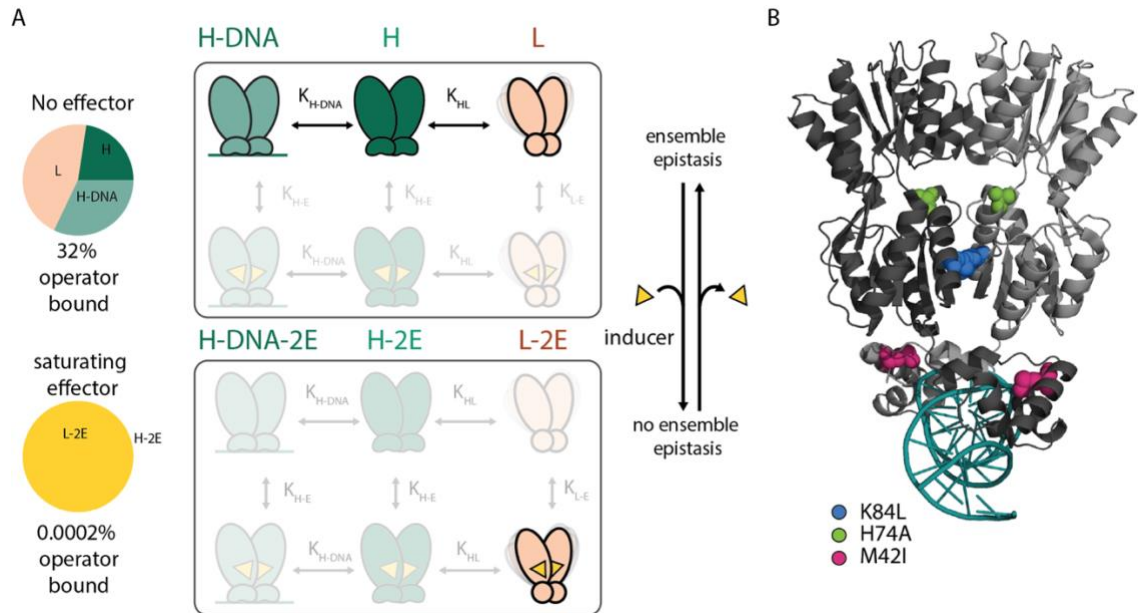 A
No effector
L
H
H-DNA
32%
operator
bound
saturating
effector
L-2E
H-2E
0.0002%
operator
bound
H-DNA
H
L
K_H-DNA
K_HL
K_H-E
K_H-E
K_L-E
K_H-DNA
K_HL
H-DNA-2E
H-2E
L-2E
K_H-DNA
K_HL
K_H-E
K_H-E
K_L-E
K_H-DNA
K_HL
ensemble
epistasis
inducer
no ensemble
epistasis
B
K84L
H74A
M42I